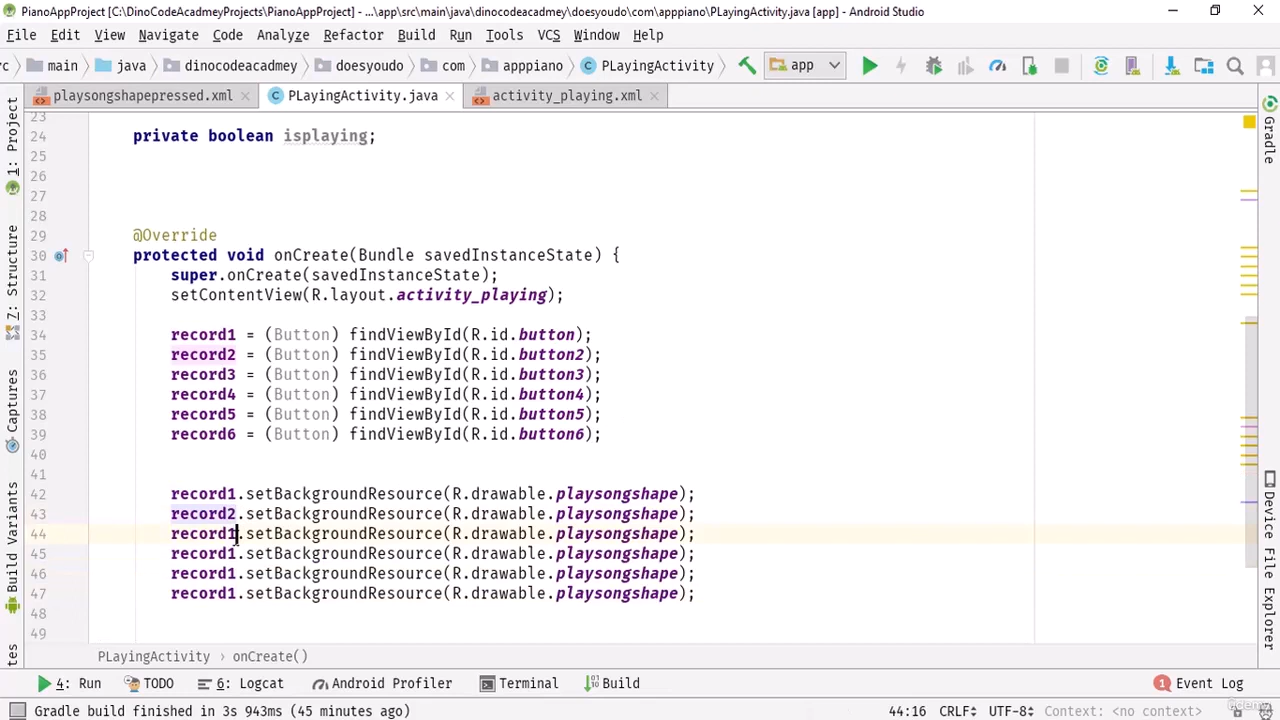 PianoAppProject [C:\DinoCodeAcadmeyProjects\PianoAppProject] - ...\app\src\main\java\dinocodeacadmey\doesyoudo\com\apppiano\PLayingActivity.java [app] - Android Studio
File Edit View Navigate Code Analyze Refactor Build Run Tools VCS Window Help
rc main java dinocodeacadmey doesyoudo com apppiano PLayingActivity app
playsongshapepressed.xml PLayingActivity.java activity_playing.xml
23
24 private boolean isplaying;
25
26
27
28
29 @Override
30 protected void onCreate(Bundle savedInstanceState) {
31 super.onCreate(savedInstanceState);
32 setContentView(R.layout.activity_playing);
33
34 record1 = (Button) findViewById(R.id.button);
35 record2 = (Button) findViewById(R.id.button2);
36 record3 = (Button) findViewById(R.id.button3);
37 record4 = (Button) findViewById(R.id.button4);
38 record5 = (Button) findViewById(R.id.button5);
39 record6 = (Button) findViewById(R.id.button6);
40
41
42 record1.setBackgroundResource(R.drawable.playsongshape);
43 record2.setBackgroundResource(R.drawable.playsongshape);
44 record1.setBackgroundResource(R.drawable.playsongshape);
45 record1.setBackgroundResource(R.drawable.playsongshape);
46 record1.setBackgroundResource(R.drawable.playsongshape);
47 record1.setBackgroundResource(R.drawable.playsongshape);
48
49
PLayingActivity onCreate()
1: Project
Z: Structure
Captures
Build Variants
tes
Gradle
Device File Explorer
4: Run TODO 6: Logcat Android Profiler Terminal Build 1 Event Log
Gradle build finished in 3s 943ms (45 minutes ago) 44:16 CRLF UTF-8 Context: <no context>
ûdemy